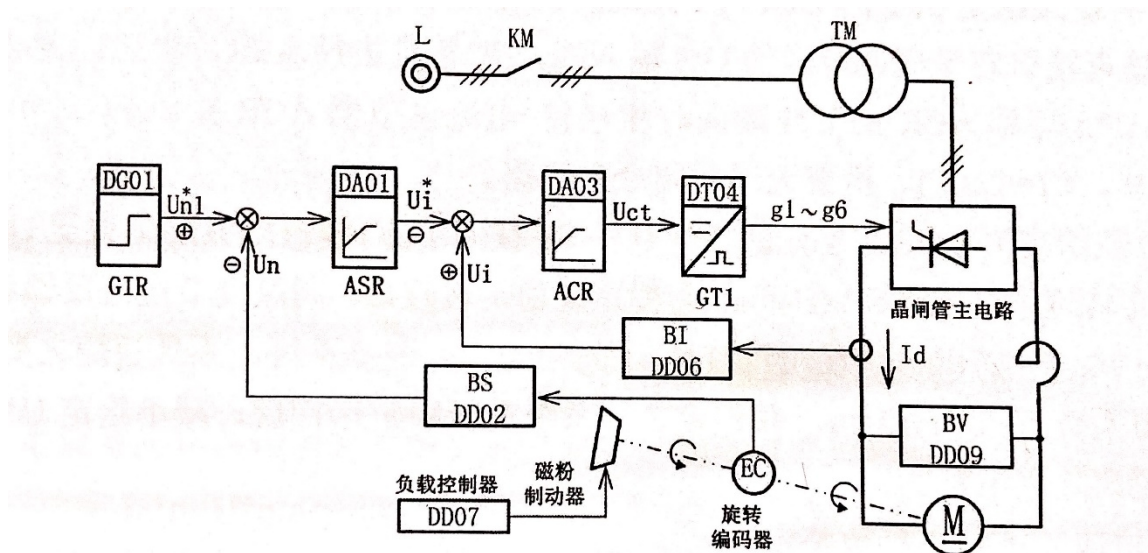 L
KM
TM
DG01
Un1*
⊕
GIR
⊖
Un
DA01
ASR
Ui*
⊖
⊕
Ui
DA03
ACR
Uct
DT04
GT1
g1～g6
晶闸管主电路
BI
DD06
Id
BS
DD02
BV
DD09
负载控制器
DD07
磁粉
制动器
EC
旋转
编码器
M